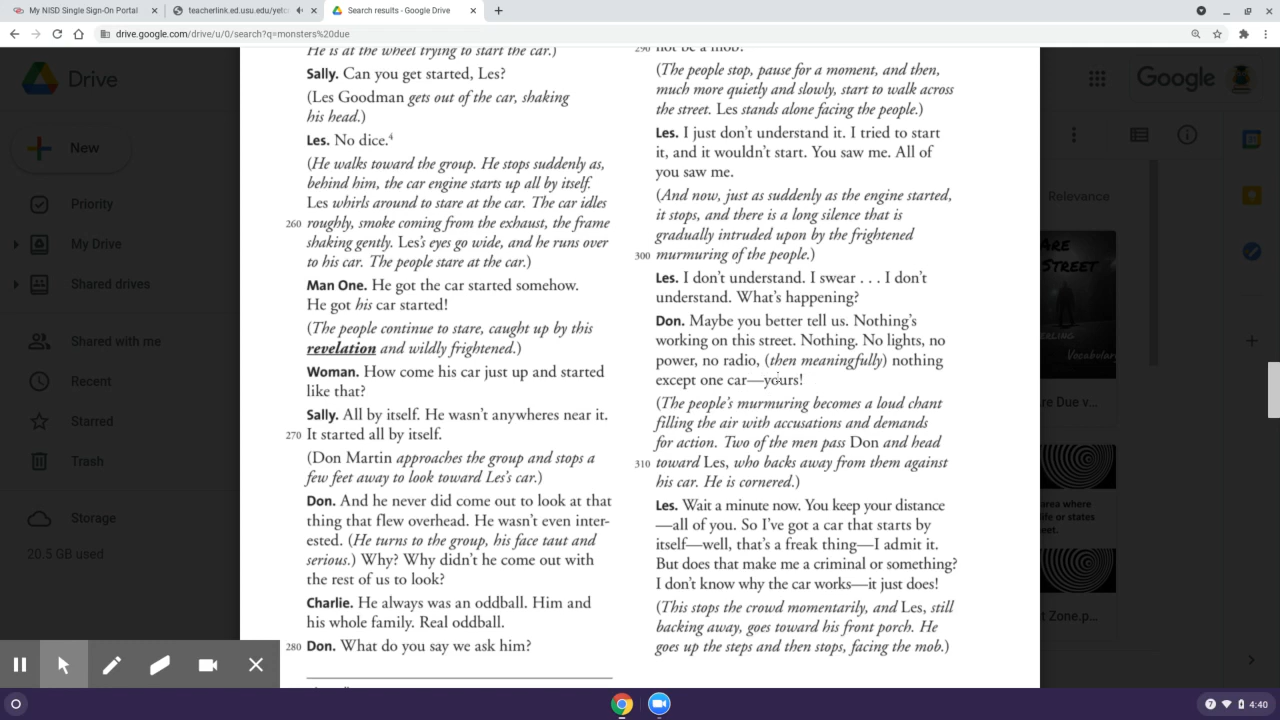 My NISD Single Sign-On Portal
teacherlink.ed.usu.edu/yetc
Search results - Google Drive
drive.google.com/drive/u/0/search?q=monsters%20due
Drive
Google
New
Priority
My Drive
Shared drives
Shared with me
Recent
Starred
Trash
Storage
20.5 GB used
He is at the wheel trying to start the car.)
Sally. Can you get started, Les?
(Les Goodman gets out of the car, shaking
his head.)
Les. No dice.4
(He walks toward the group. He stops suddenly as,
behind him, the car engine starts up all by itself.
Les whirls around to stare at the car. The car idles
260 roughly, smoke coming from the exhaust, the frame
shaking gently. Les's eyes go wide, and he runs over
to his car. The people stare at the car.)
Man One. He got the car started somehow.
He got his car started!
(The people continue to stare, caught up by this
revelation and wildly frightened.)
Woman. How come his car just up and started
like that?
Sally. All by itself. He wasn't anywheres near it.
270 It started all by itself.
(Don Martin approaches the group and stops a
few feet away to look toward Les's car.)
Don. And he never did come out to look at that
thing that flew overhead. He wasn't even inter-
ested. (He turns to the group, his face taut and
serious.) Why? Why didn't he come out with
the rest of us to look?
Charlie. He always was an oddball. Him and
his whole family. Real oddball.
280 Don. What do you say we ask him?
290 not be a mob!
(The people stop, pause for a moment, and then,
much more quietly and slowly, start to walk across
the street. Les stands alone facing the people.)
Les. I just don't understand it. I tried to start
it, and it wouldn't start. You saw me. All of
you saw me.
(And now, just as suddenly as the engine started,
it stops, and there is a long silence that is
gradually intruded upon by the frightened
300 murmuring of the people.)
Les. I don't understand. I swear . . . I don't
understand. What's happening?
Don. Maybe you better tell us. Nothing's
working on this street. Nothing. No lights, no
power, no radio, (then meaningfully) nothing
except one car—yours!
(The people's murmuring becomes a loud chant
filling the air with accusations and demands
for action. Two of the men pass Don and head
310 toward Les, who backs away from them against
his car. He is cornered.)
Les. Wait a minute now. You keep your distance
—all of you. So I've got a car that starts by
itself—well, that's a freak thing—I admit it.
But does that make me a criminal or something?
I don't know why the car works—it just does!
(This stops the crowd momentarily, and Les, still
backing away, goes toward his front porch. He
goes up the steps and then stops, facing the mob.)
Relevance
ARE
STREET
ERLING
Vocabular
re Due v...
area where
life or states
eet.
t Zone.p...
7
4:40